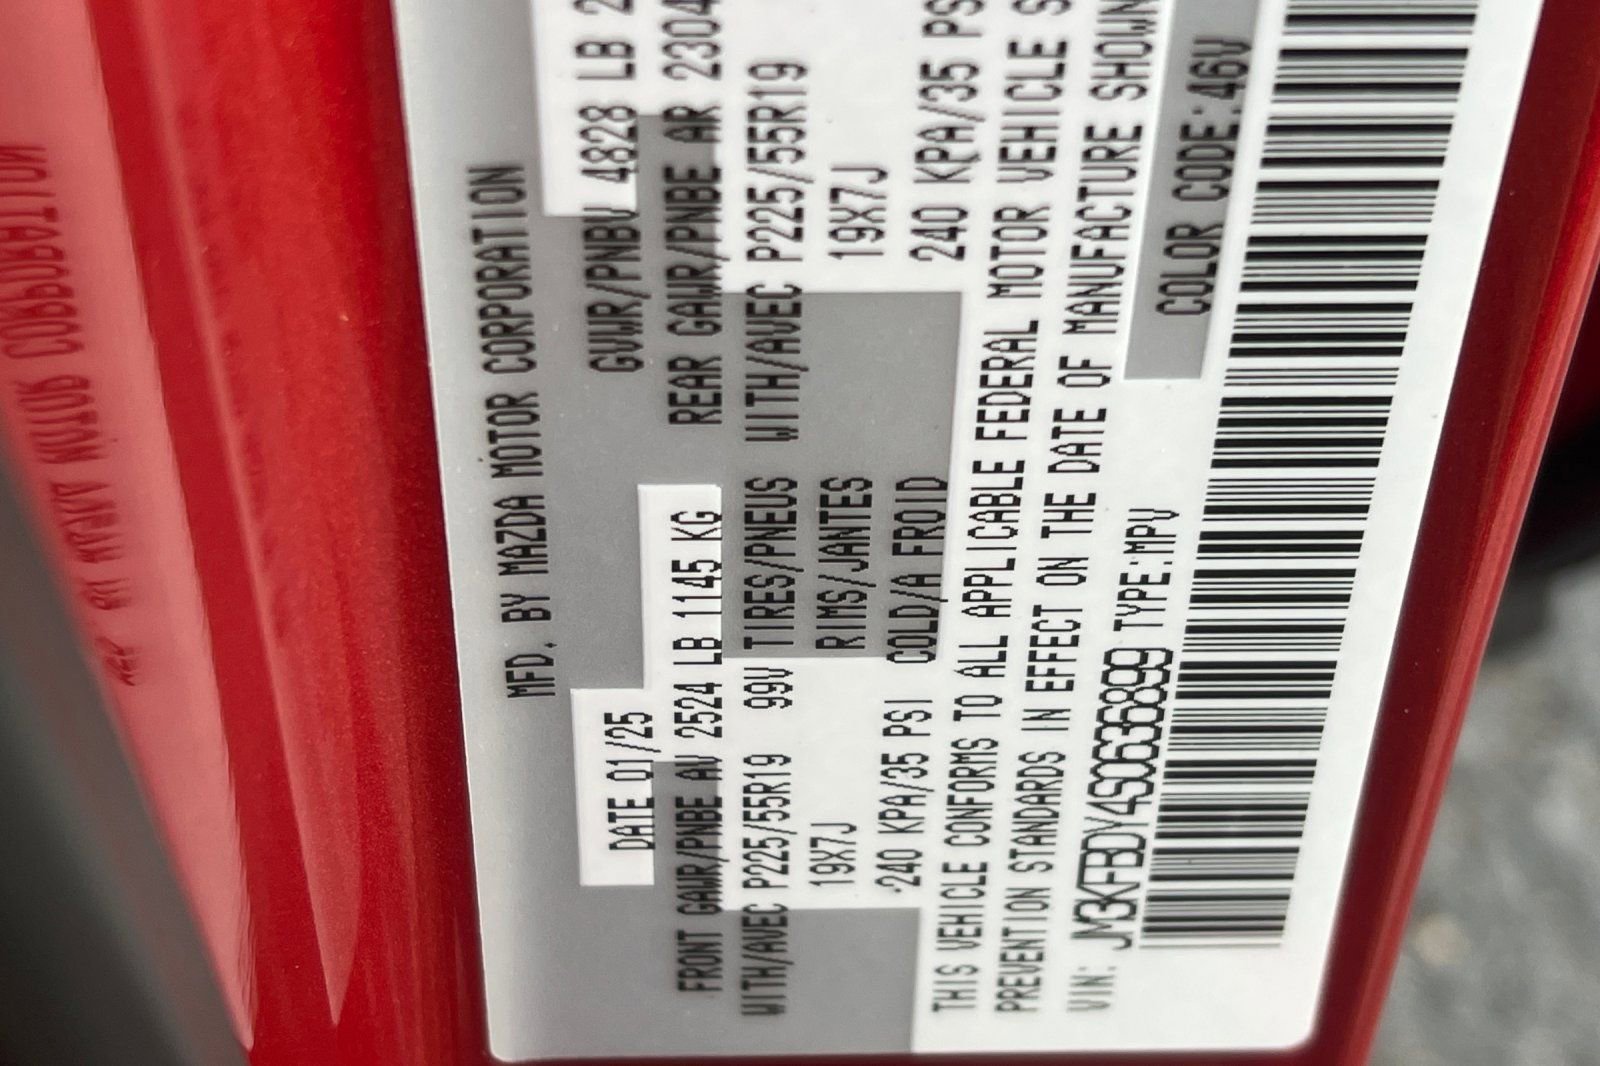 MFD. BY MAZDA MOTOR CORPORATION
DATE 01/25 GVWR/PNBV 4828 LB 2
FRONT GAWR/PNBE AV 2524 LB 1145 KG REAR GAWR/PNBE AR 2304
WITH/AVEC P225/55R19 99V TIRES/PNEUS WITH/AVEC P225/55R19
19X7J RIMS/JANTES 19X7J
240 KPA/35 PSI COLD/A FROID 240 KPA/35 PS
THIS VEHICLE CONFORMS TO ALL APPLICABLE FEDERAL MOTOR VEHICLE S
PREVENTION STANDARDS IN EFFECT ON THE DATE OF MANUFACTURE SHOWN
VIN: JM3KFBDY4S0636899 TYPE:MPV COLOR CODE:46V